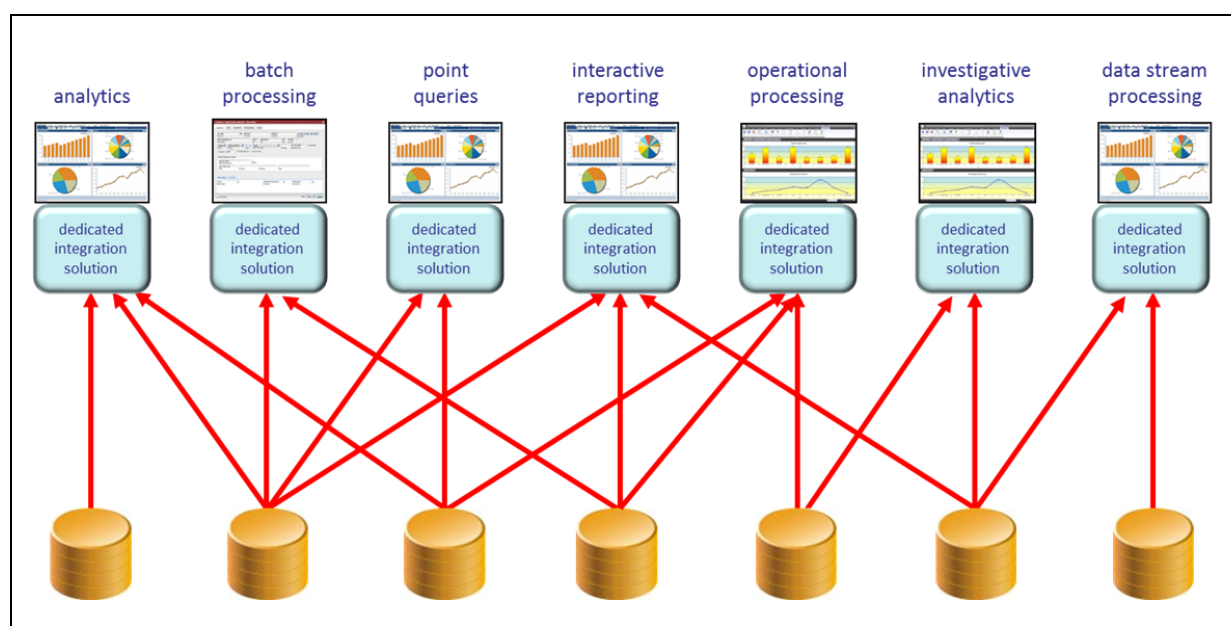 analytics
batch
processing
point
queries
interactive
reporting
operational
processing
investigative
analytics
data stream
processing
dedicated
integration
solution
dedicated
integration
solution
dedicated
integration
solution
dedicated
integration
solution
dedicated
integration
solution
dedicated
integration
solution
dedicated
integration
solution